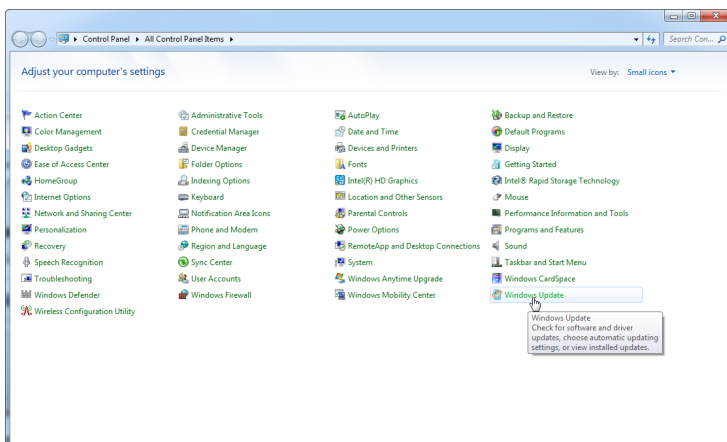 Control Panel ▸ All Control Panel Items ▸
Search Con...
Adjust your computer's settings
View by: Small icons
Action Center
Administrative Tools
AutoPlay
Backup and Restore
Color Management
Credential Manager
Date and Time
Default Programs
Desktop Gadgets
Device Manager
Devices and Printers
Display
Ease of Access Center
Folder Options
Fonts
Getting Started
HomeGroup
Indexing Options
Intel(R) HD Graphics
Intel® Rapid Storage Technology
Internet Options
Keyboard
Location and Other Sensors
Mouse
Network and Sharing Center
Notification Area Icons
Parental Controls
Performance Information and Tools
Personalization
Phone and Modem
Power Options
Programs and Features
Recovery
Region and Language
RemoteApp and Desktop Connections
Sound
Speech Recognition
Sync Center
System
Taskbar and Start Menu
Troubleshooting
User Accounts
Windows Anytime Upgrade
Windows CardSpace
Windows Defender
Windows Firewall
Windows Mobility Center
Windows Update
Wireless Configuration Utility
Windows Update
Check for software and driver
updates, choose automatic updating
settings, or view installed updates.